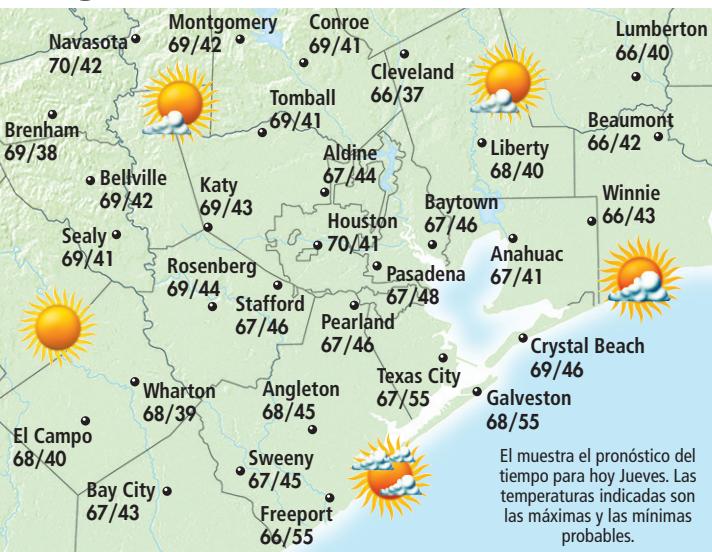 Montgomery
69/42
Conroe
69/41
Lumberton
66/40
Navasota
70/42
Cleveland
66/37
Tomball
69/41
Brenham
69/38
Beaumont
66/42
Aldine
67/44
Liberty
68/40
Bellville
69/42
Katy
69/43
Baytown
67/46
Winnie
66/43
Houston
70/41
Sealy
69/41
Anahuac
67/41
Rosenberg
69/44
Pasadena
67/48
Stafford
67/46
Pearland
67/46
Crystal Beach
69/46
Texas City
67/55
Wharton
68/39
Angleton
68/45
Galveston
68/55
El Campo
68/40
Sweeny
67/45
Bay City
67/43
Freeport
66/55
El muestra el pronóstico del
tiempo para hoy Jueves. Las
temperaturas indicadas son
las máximas y las mínimas
probables.